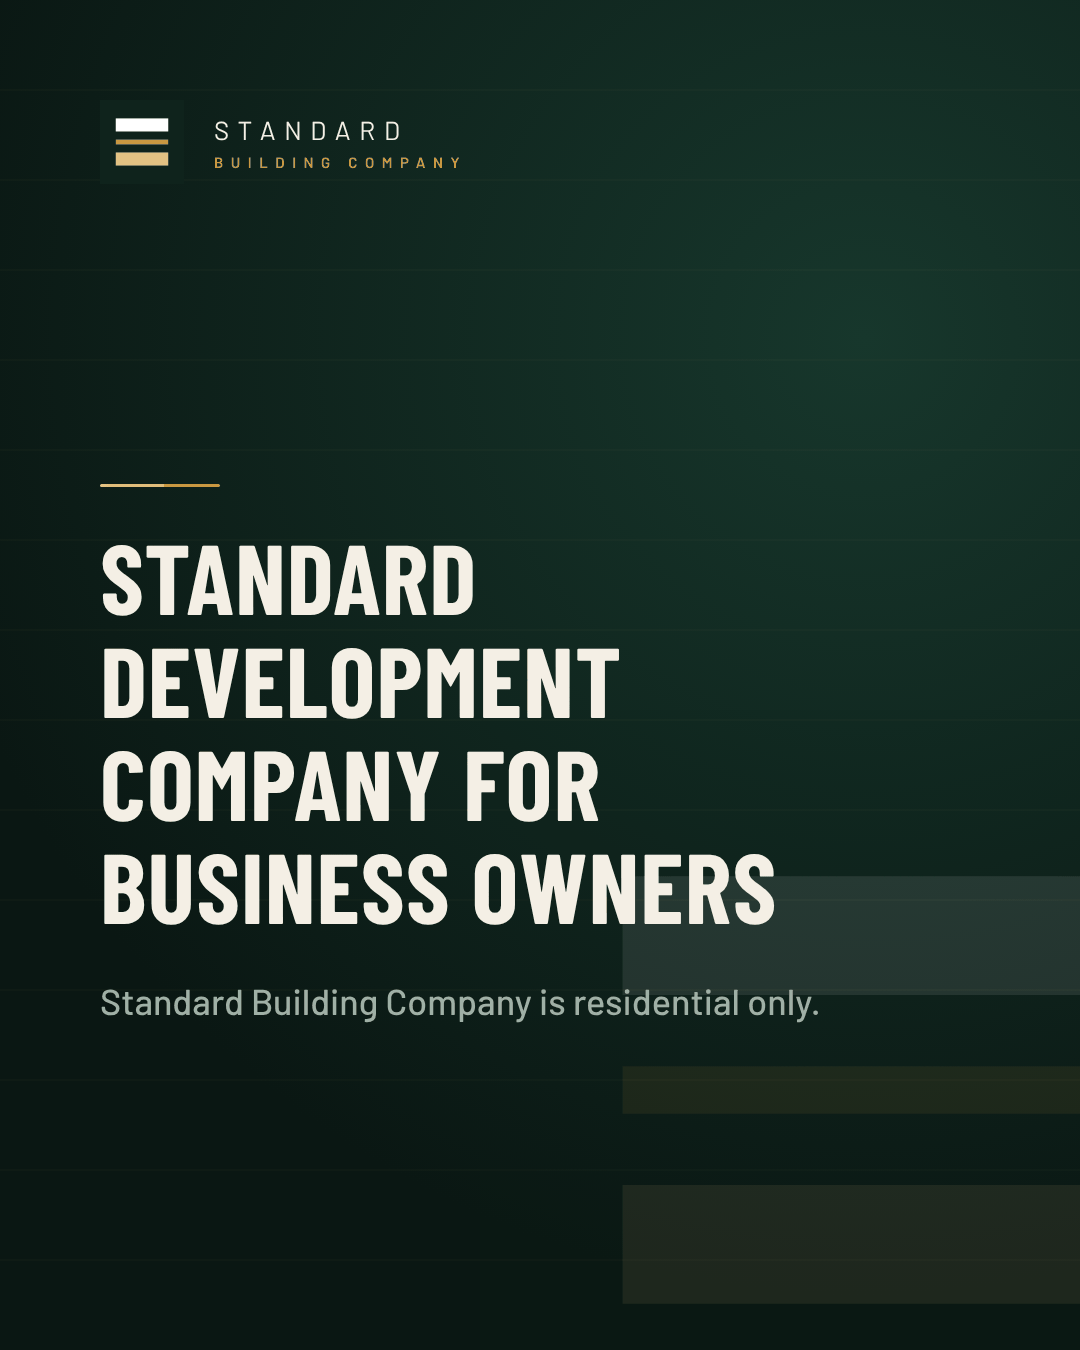 STANDARD
BUILDING COMPANY
STANDARD
DEVELOPMENT
COMPANY FOR
BUSINESS OWNERS
Standard Building Company is residential only.